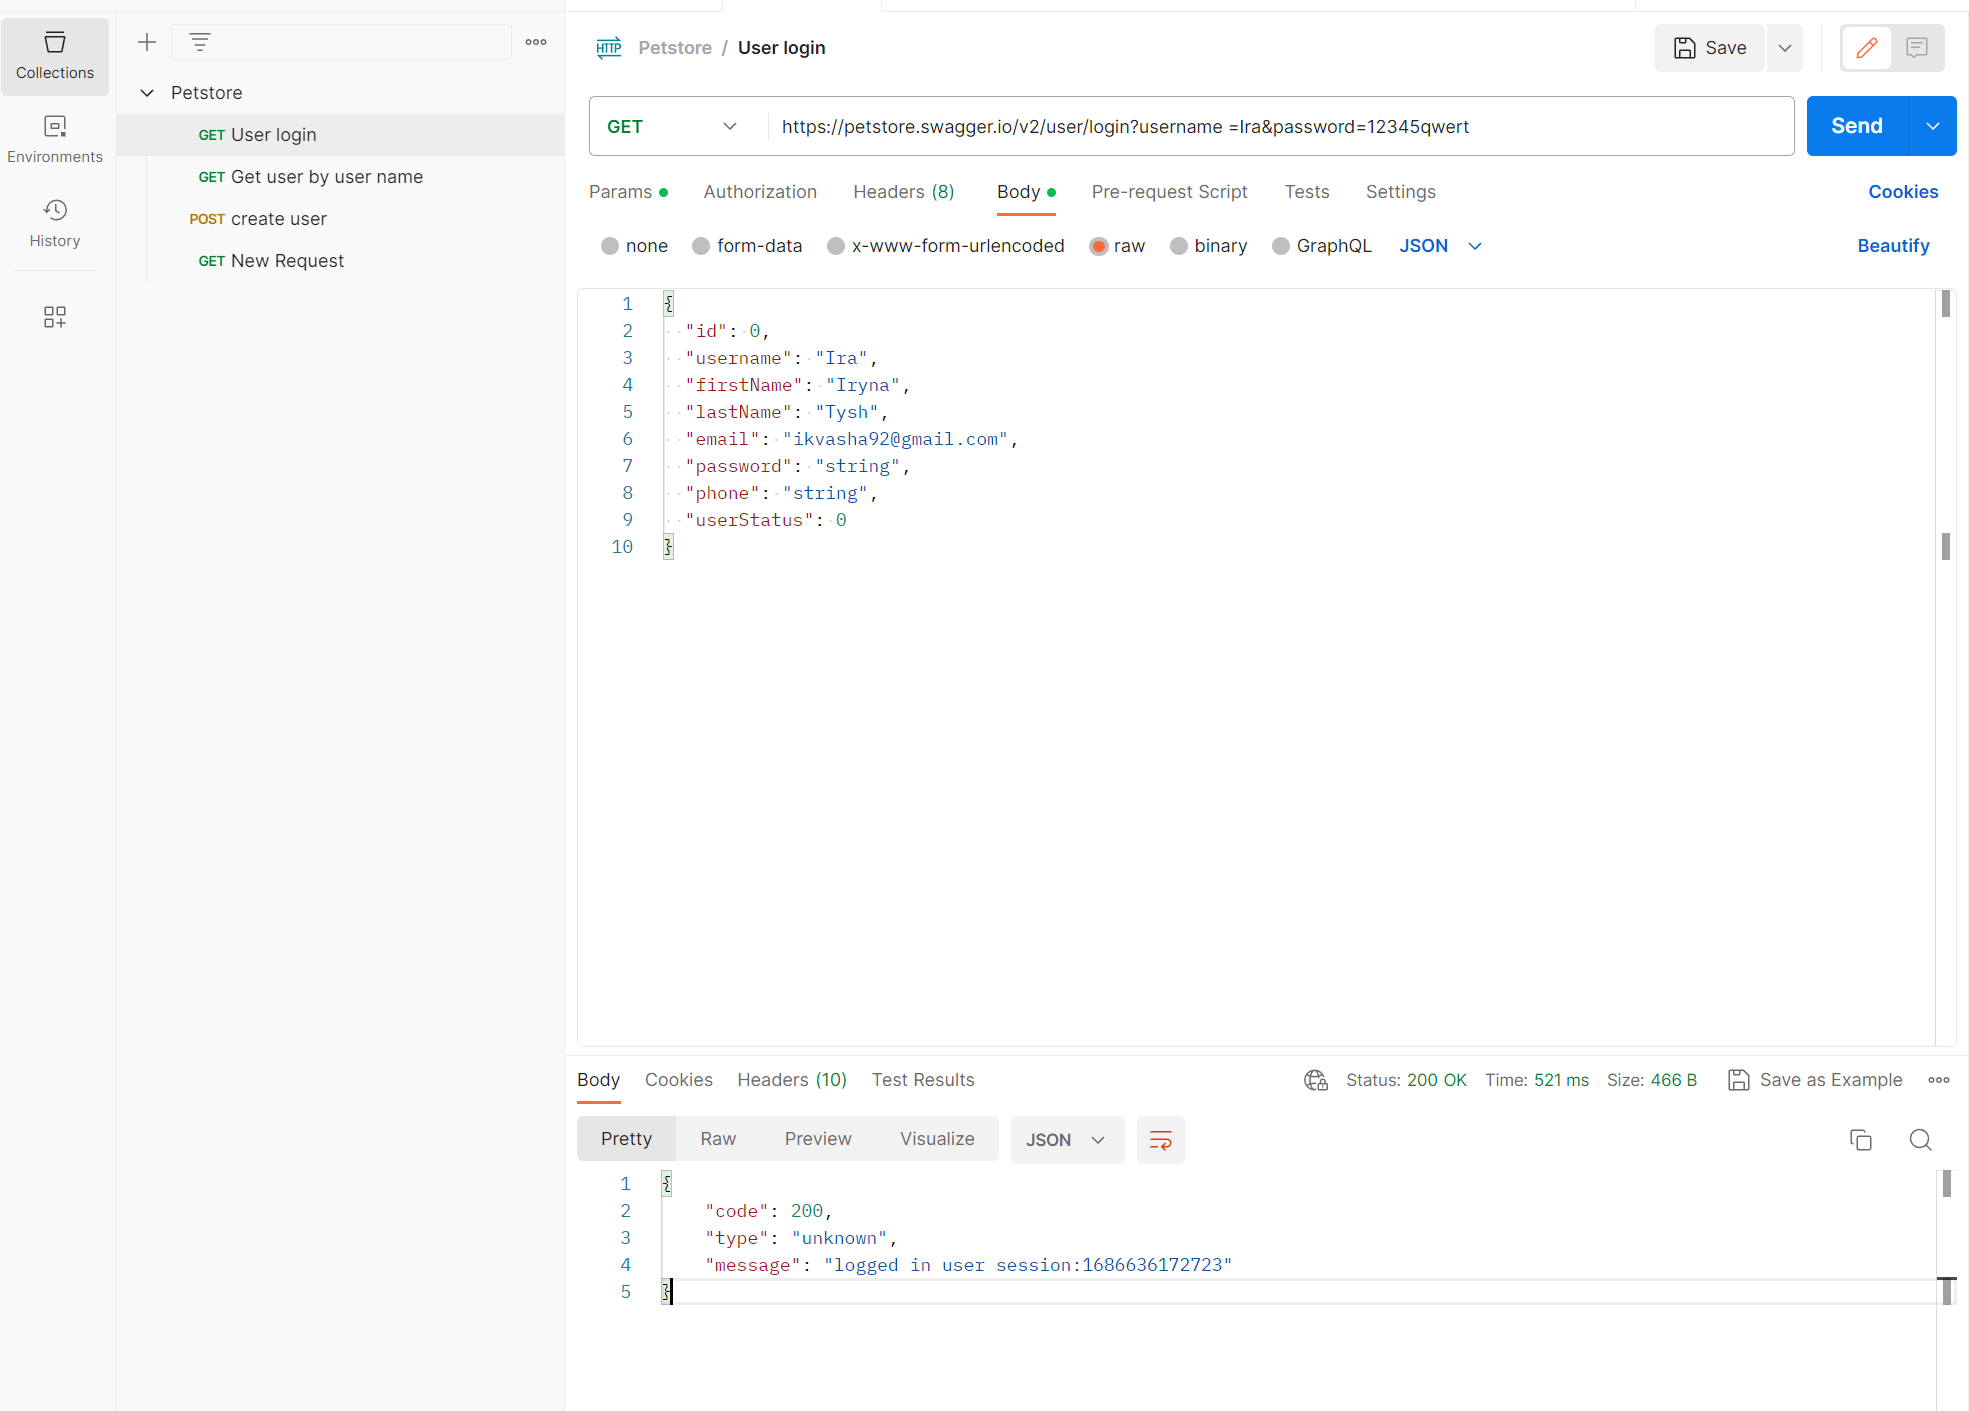 Collections
Environments
History
Petstore
GET User login
GET Get user by user name
POST create user
GET New Request
HTTP Petstore / User login
Save
GET https://petstore.swagger.io/v2/user/login?username =Ira&password=12345qwert
Send
Params Authorization Headers (8) Body Pre-request Script Tests Settings Cookies
none form-data x-www-form-urlencoded raw binary GraphQL JSON Beautify
1 {
2 "id": 0,
3 "username": "Ira",
4 "firstName": "Iryna",
5 "lastName": "Tysh",
6 "email": "ikvasha92@gmail.com",
7 "password": "string",
8 "phone": "string",
9 "userStatus": 0
10 }
Body Cookies Headers (10) Test Results Status: 200 OK Time: 521 ms Size: 466 B Save as Example
Pretty Raw Preview Visualize JSON
1 {
2 "code": 200,
3 "type": "unknown",
4 "message": "logged in user session:1686636172723"
5 }